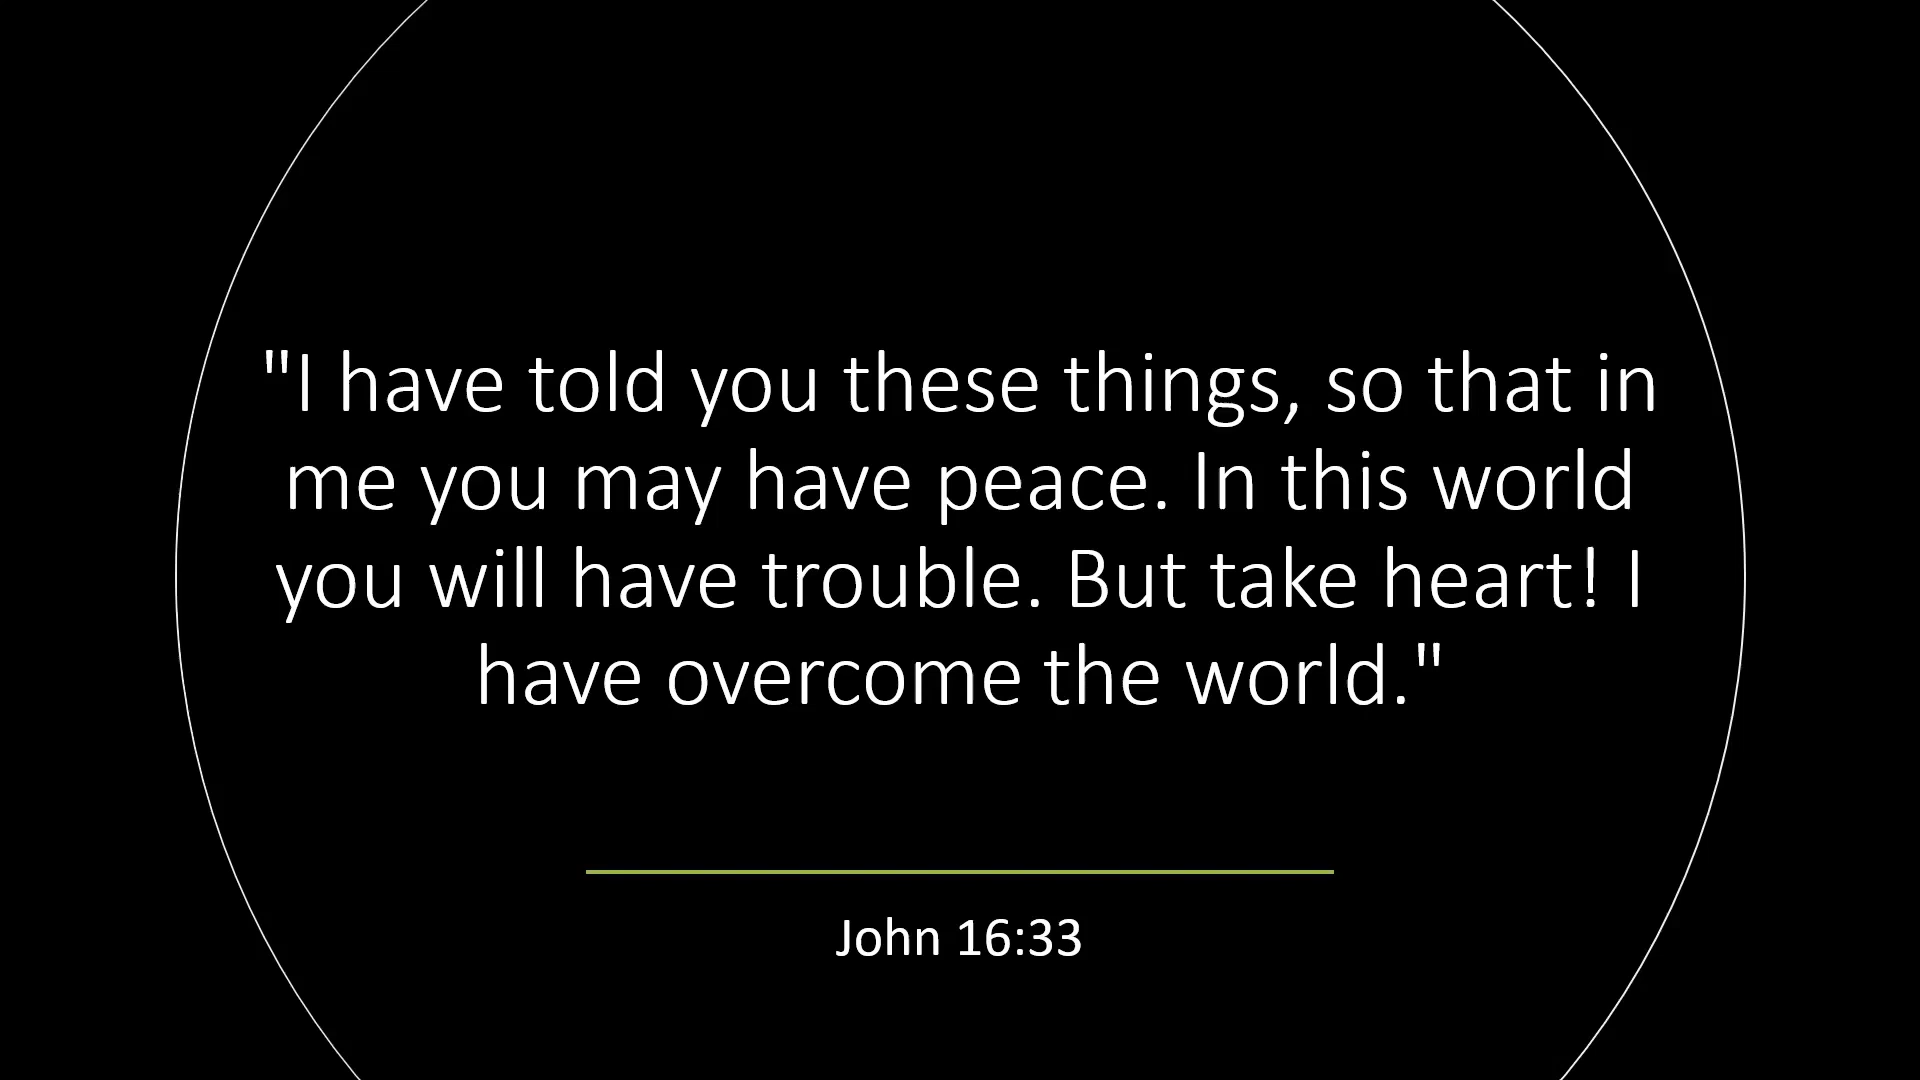 "I have told you these things, so that in
me you may have peace. In this world
you will have trouble. But take heart! I
have overcome the world."
John 16:33